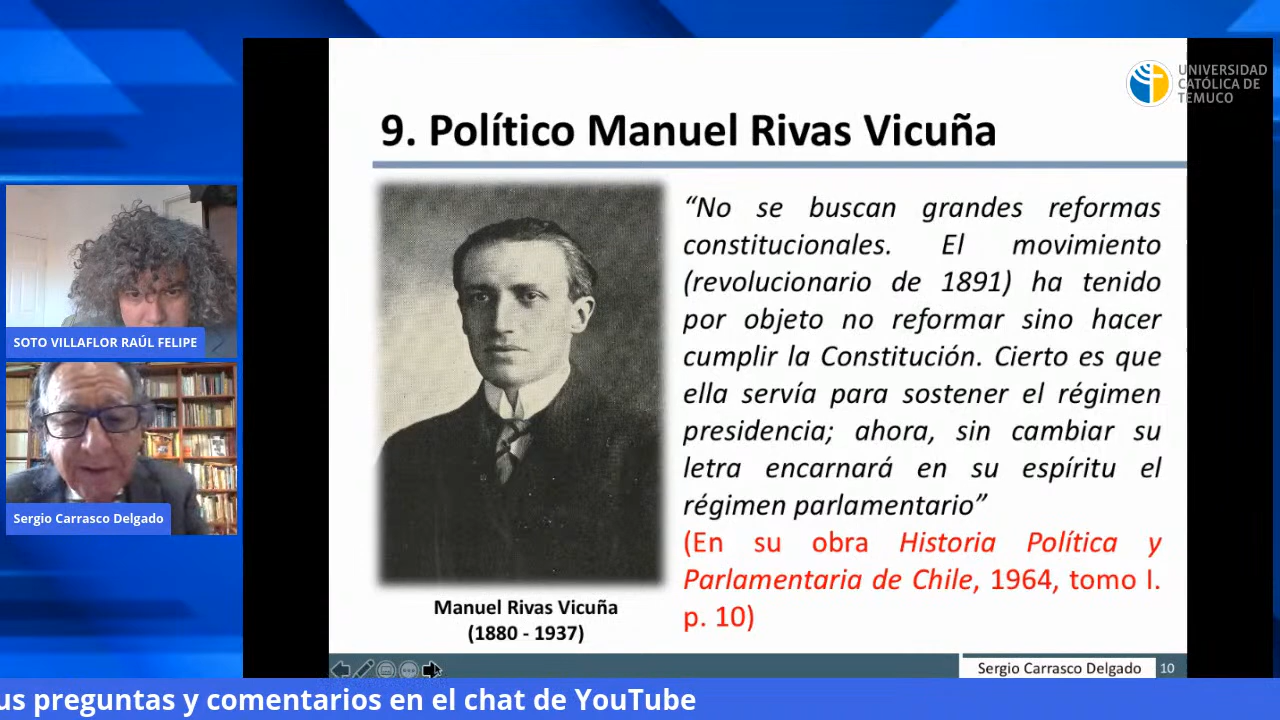 UNIVERSIDAD
CATÓLICA DE
TEMUCO
9. Político Manuel Rivas Vicuña
“No se buscan grandes reformas
constitucionales. El movimiento
(revolucionario de 1891) ha tenido
por objeto no reformar sino hacer
cumplir la Constitución. Cierto es que
ella servía para sostener el régimen
presidencia; ahora, sin cambiar su
letra encarnará en su espíritu el
régimen parlamentario”
(En su obra Historia Política y
Parlamentaria de Chile, 1964, tomo I.
p. 10)
Manuel Rivas Vicuña
(1880 - 1937)
SOTO VILLAFLOR RAÚL FELIPE
Sergio Carrasco Delgado
Sergio Carrasco Delgado 10
us preguntas y comentarios en el chat de YouTube